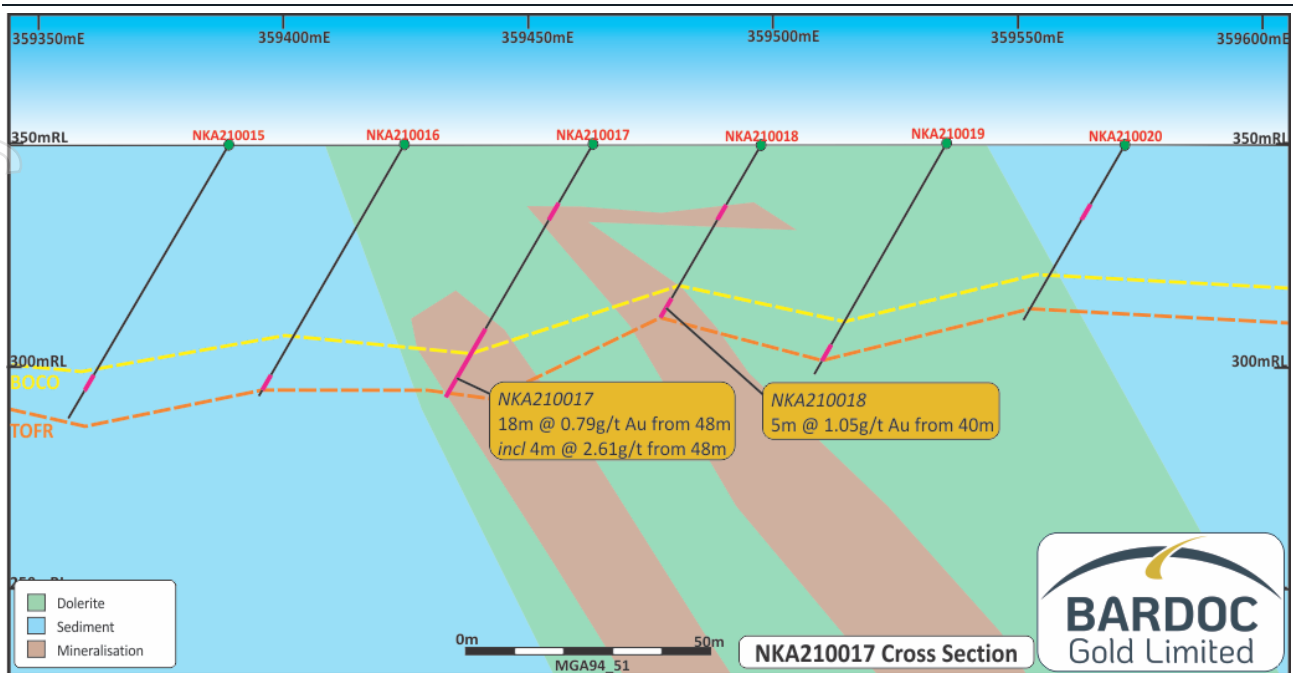 359350mE 359400mE 359450mE 359500mE 359550mE 359600mE
NKA210015 NKA210016 NKA210017 NKA210018 NKA210019 NKA210020
350mRL 350mRL
300mRL 300mRL
BOCO
TOFR
NKA210017
18m @ 0.79g/t Au from 48m
incl 4m @ 2.61g/t from 48m
NKA210018
5m @ 1.05g/t Au from 40m
Dolerite
Sediment
Mineralisation
0m 50m
MGA94_51
NKA210017 Cross Section
BARDOC
Gold Limited